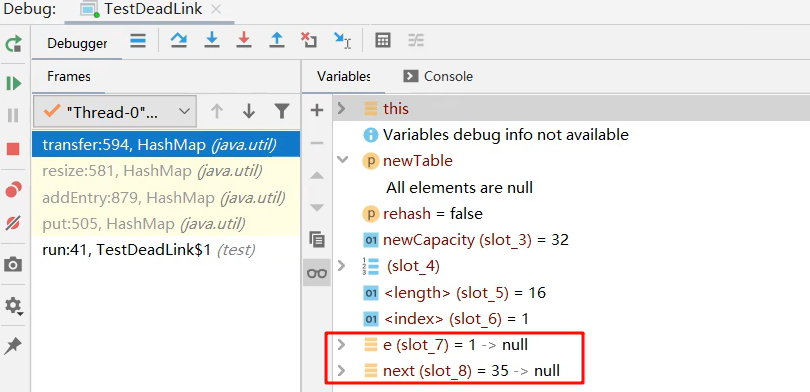 Debug:
TestDeadLink
Debugger
Frames
"Thread-0"...
transfer:594, HashMap (java.util)
resize:581, HashMap (java.util)
addEntry:879, HashMap (java.util)
put:505, HashMap (java.util)
run:41, TestDeadLink$1 (test)
Variables
Console
this
Variables debug info not available
newTable
All elements are null
rehash = false
newCapacity (slot_3) = 32
(slot_4)
<length> (slot_5) = 16
<index> (slot_6) = 1
e (slot_7) = 1 -> null
next (slot_8) = 35 -> null